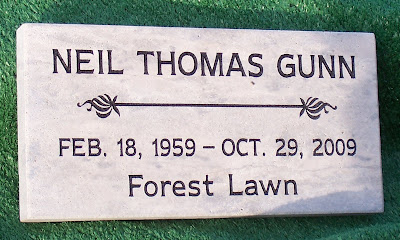 NEIL THOMAS GUNN
FEB. 18, 1959 – OCT. 29, 2009
Forest Lawn